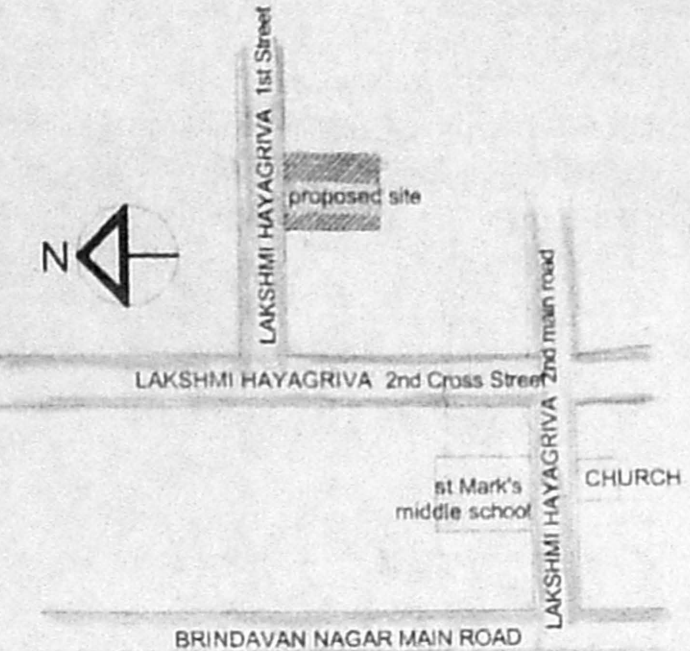 LAKSHMI HAYAGRIVA 1st Street
proposed site
N
LAKSHMI HAYAGRIVA 2nd Cross Street
LAKSHMI HAYAGRIVA 2nd main road
st Mark's
middle school
CHURCH
BRINDAVAN NAGAR MAIN ROAD